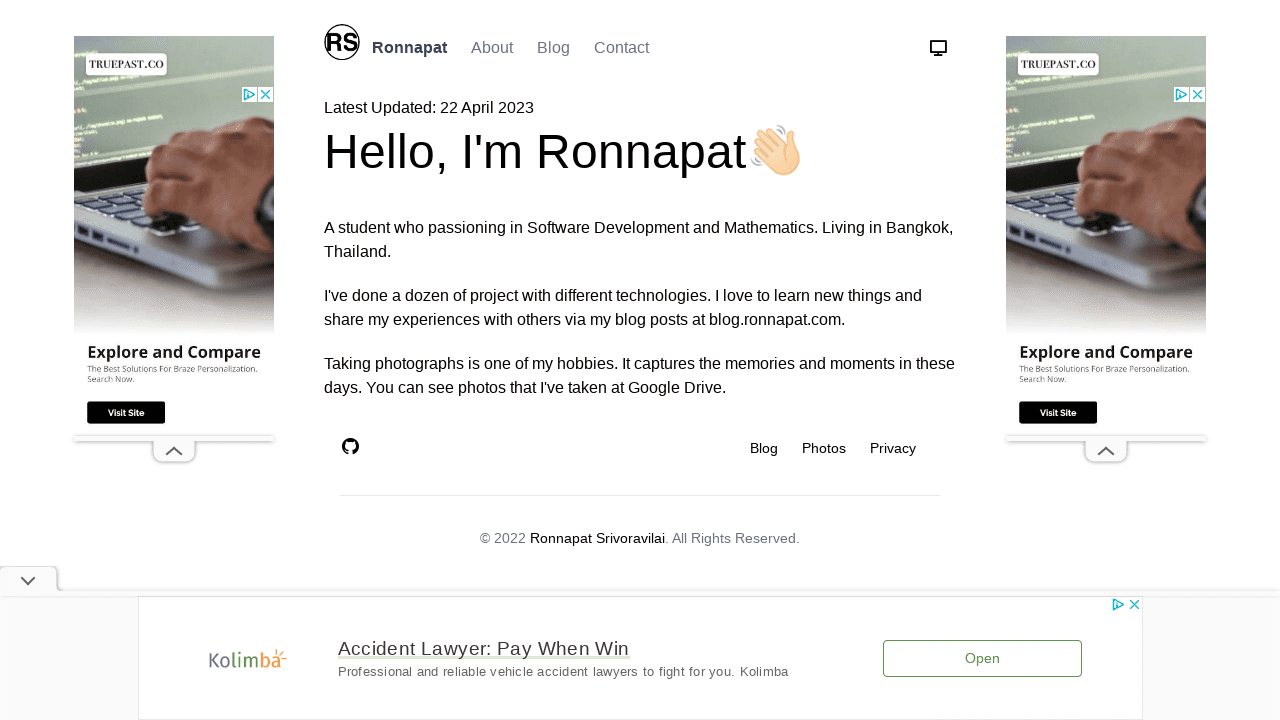 RS Ronnapat About Blog Contact
Latest Updated: 22 April 2023
Hello, I'm Ronnapat
A student who passioning in Software Development and Mathematics. Living in Bangkok,
Thailand.
I've done a dozen of project with different technologies. I love to learn new things and
share my experiences with others via my blog posts at blog.ronnapat.com.
Taking photographs is one of my hobbies. It captures the memories and moments in these
days. You can see photos that I've taken at Google Drive.
Blog Photos Privacy
© 2022 Ronnapat Srivoravilai. All Rights Reserved.
TRUEPAST.CO
Explore and Compare
The Best Solutions For Braze Personalization.
Search Now.
Visit Site
TRUEPAST.CO
Explore and Compare
The Best Solutions For Braze Personalization.
Search Now.
Visit Site
Kolimba
Accident Lawyer: Pay When Win
Professional and reliable vehicle accident lawyers to fight for you. Kolimba
Open